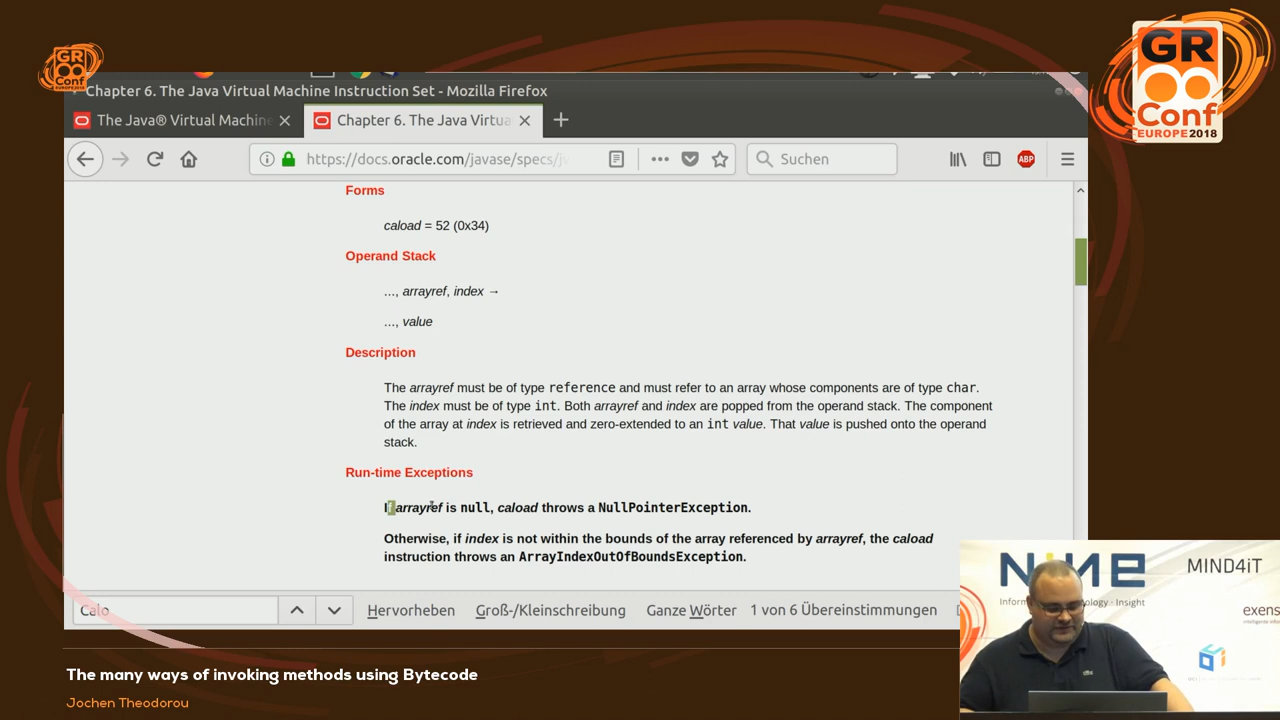 GR
Conf
EUROPE2018
GR
Conf
EUROPE 2018
Chapter 6. The Java Virtual Machine Instruction Set - Mozilla Firefox
The Java® Virtual Machine
Chapter 6. The Java Virtua
https://docs.oracle.com/javase/specs/jv
Suchen
ABP
Forms
caload = 52 (0x34)
Operand Stack
..., arrayref, index →
..., value
Description
The arrayref must be of type reference and must refer to an array whose components are of type char.
The index must be of type int. Both arrayref and index are popped from the operand stack. The component
of the array at index is retrieved and zero-extended to an int value. That value is pushed onto the operand
stack.
Run-time Exceptions
If arrayref is null, caload throws a NullPointerException.
Otherwise, if index is not within the bounds of the array referenced by arrayref, the caload
instruction throws an ArrayIndexOutOfBoundsException.
Calo
Hervorheben
Groß-/Kleinschreibung
Ganze Wörter
1 von 6 Übereinstimmungen
MIND4iT
Insight
exens
The many ways of invoking methods using Bytecode
Jochen Theodorou